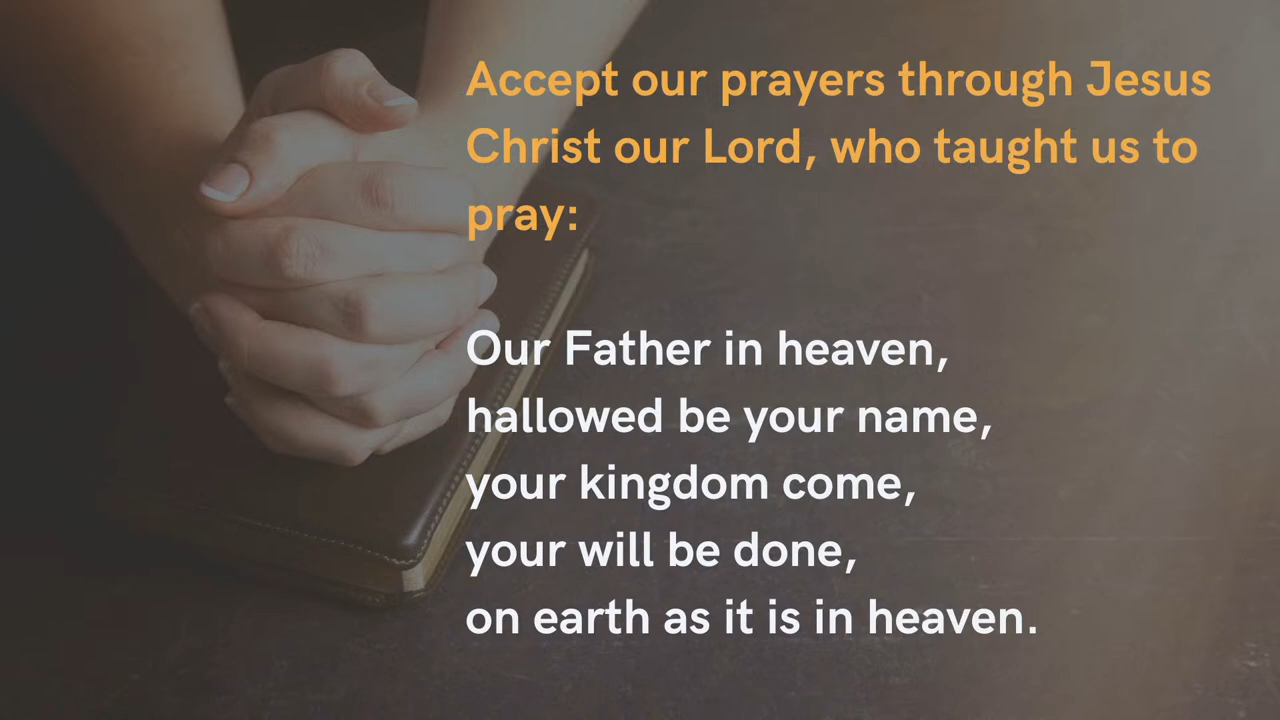 Accept our prayers through Jesus
Christ our Lord, who taught us to
pray:
Our Father in heaven,
hallowed be your name,
your kingdom come,
your will be done,
on earth as it is in heaven.